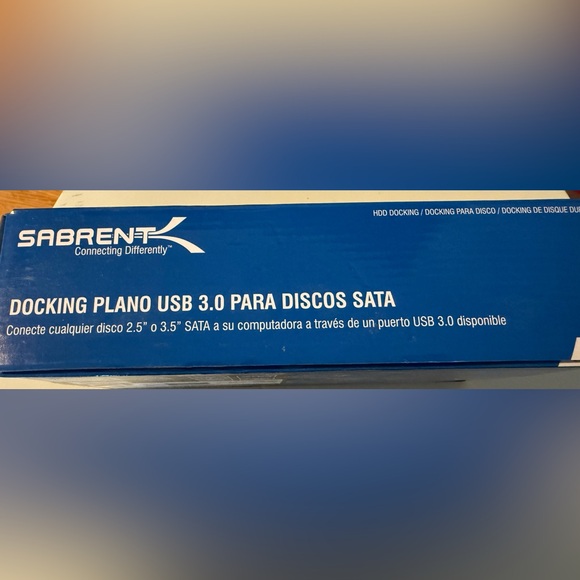 HDD DOCKING / DOCKING PARA DISCO / DOCKING DE DISQUE
SABRENT
Connecting Differently™
DOCKING PLANO USB 3.0 PARA DISCOS SATA
Conecte cualquier disco 2.5” o 3.5” SATA a su computadora a través de un puerto USB 3.0 disponible